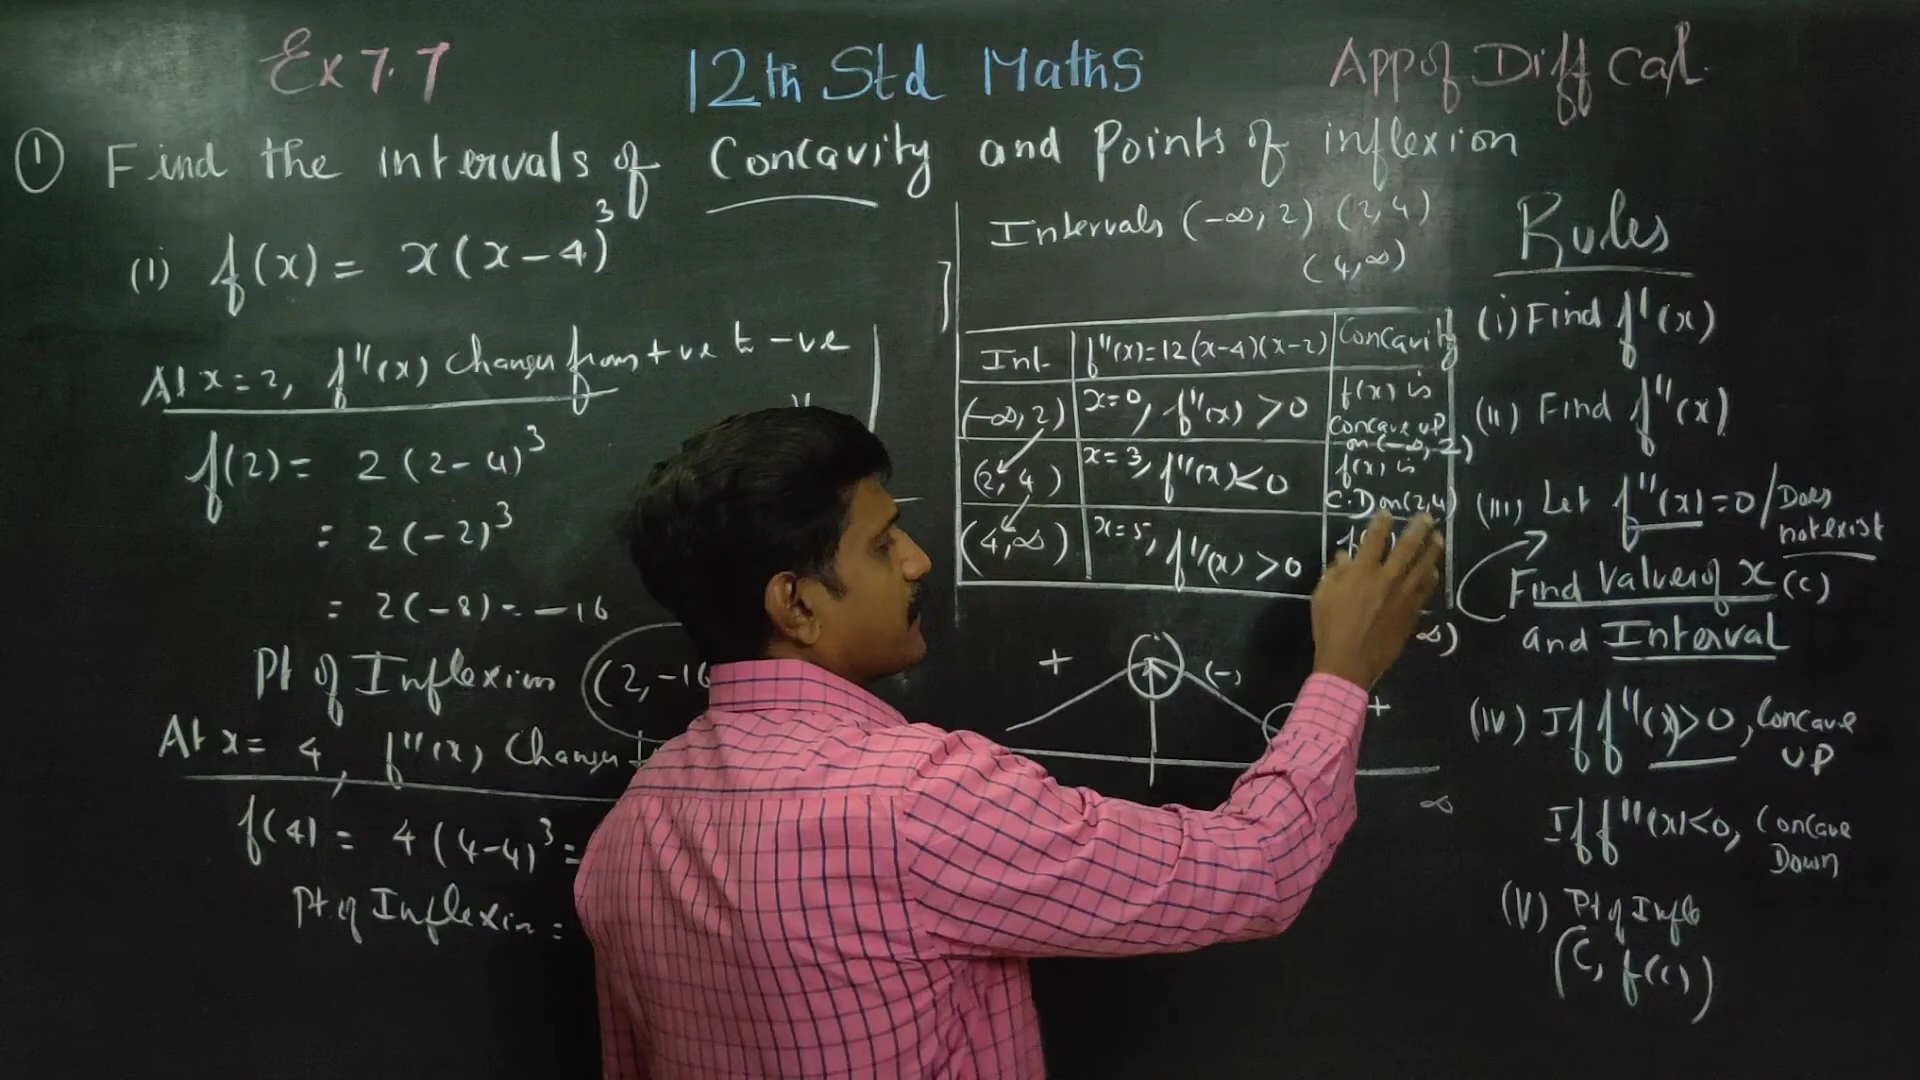 Ex 7.7 12th Std Maths App of Diff Cal.
① Find the intervals of Concavity and Points of inflexion
(i) f(x) = x(x-4)³
At x=2, f''(x) Changes from +ve to -ve
f(2) = 2(2-4)³
= 2(-2)³
= 2(-8) = -16
Pt of Inflexion (2,-16
At x= 4, f''(x) Changes
f(4) = 4(4-4)³ =
Pt. of Inflexion =
Intervals (-∞,2) (2,4)
(4,∞)
Int. f''(x)=12(x-4)(x-2) Concavity
(-∞,2) x=0, f''(x) >0 f(x) is
Concave up
on (-∞,2)
(2,4) x=3, f''(x)<0 f(x) is
C.D on (2,4)
(4,∞) x=5, f''(x) >0
∞)
+ (-) +
∞
Rules
(i) Find f'(x)
(ii) Find f''(x)
(iii) Let f''(x)=0/Does
not exist
Find Values of x (c)
and Interval
(iv) If f''(x)>0, Concave
UP
If f''(x)<0, Concave
Down
(v) Pt of Infle
(C, f(c))